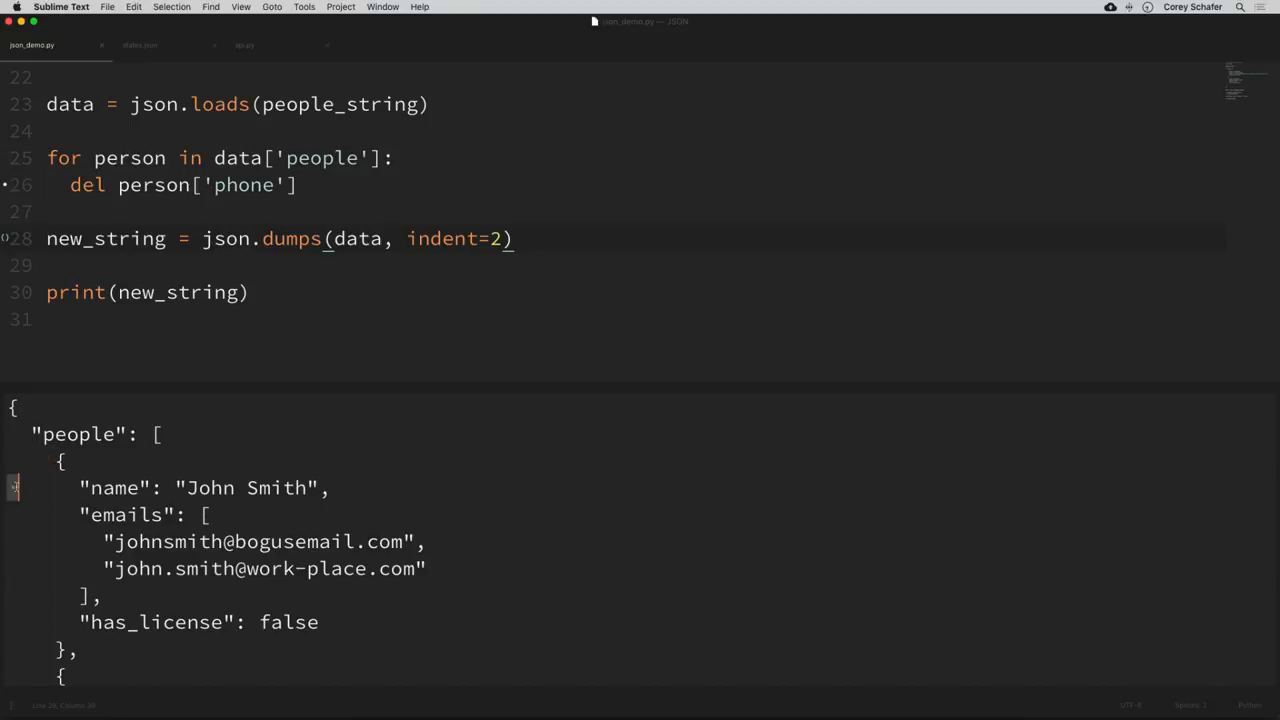 Sublime Text File Edit Selection Find View Goto Tools Project Window Help Corey Schafer
json_demo.py — JSON
json_demo.py states.json api.py
22
23 data = json.loads(people_string)
24
25 for person in data['people']:
26 del person['phone']
27
28 new_string = json.dumps(data, indent=2)
29
30 print(new_string)
31
{
"people": [
{
"name": "John Smith",
"emails": [
"johnsmith@bogusemail.com",
"john.smith@work-place.com"
],
"has_license": false
},
{
Line 28, Column 39 UTF-8 Spaces: 2 Python